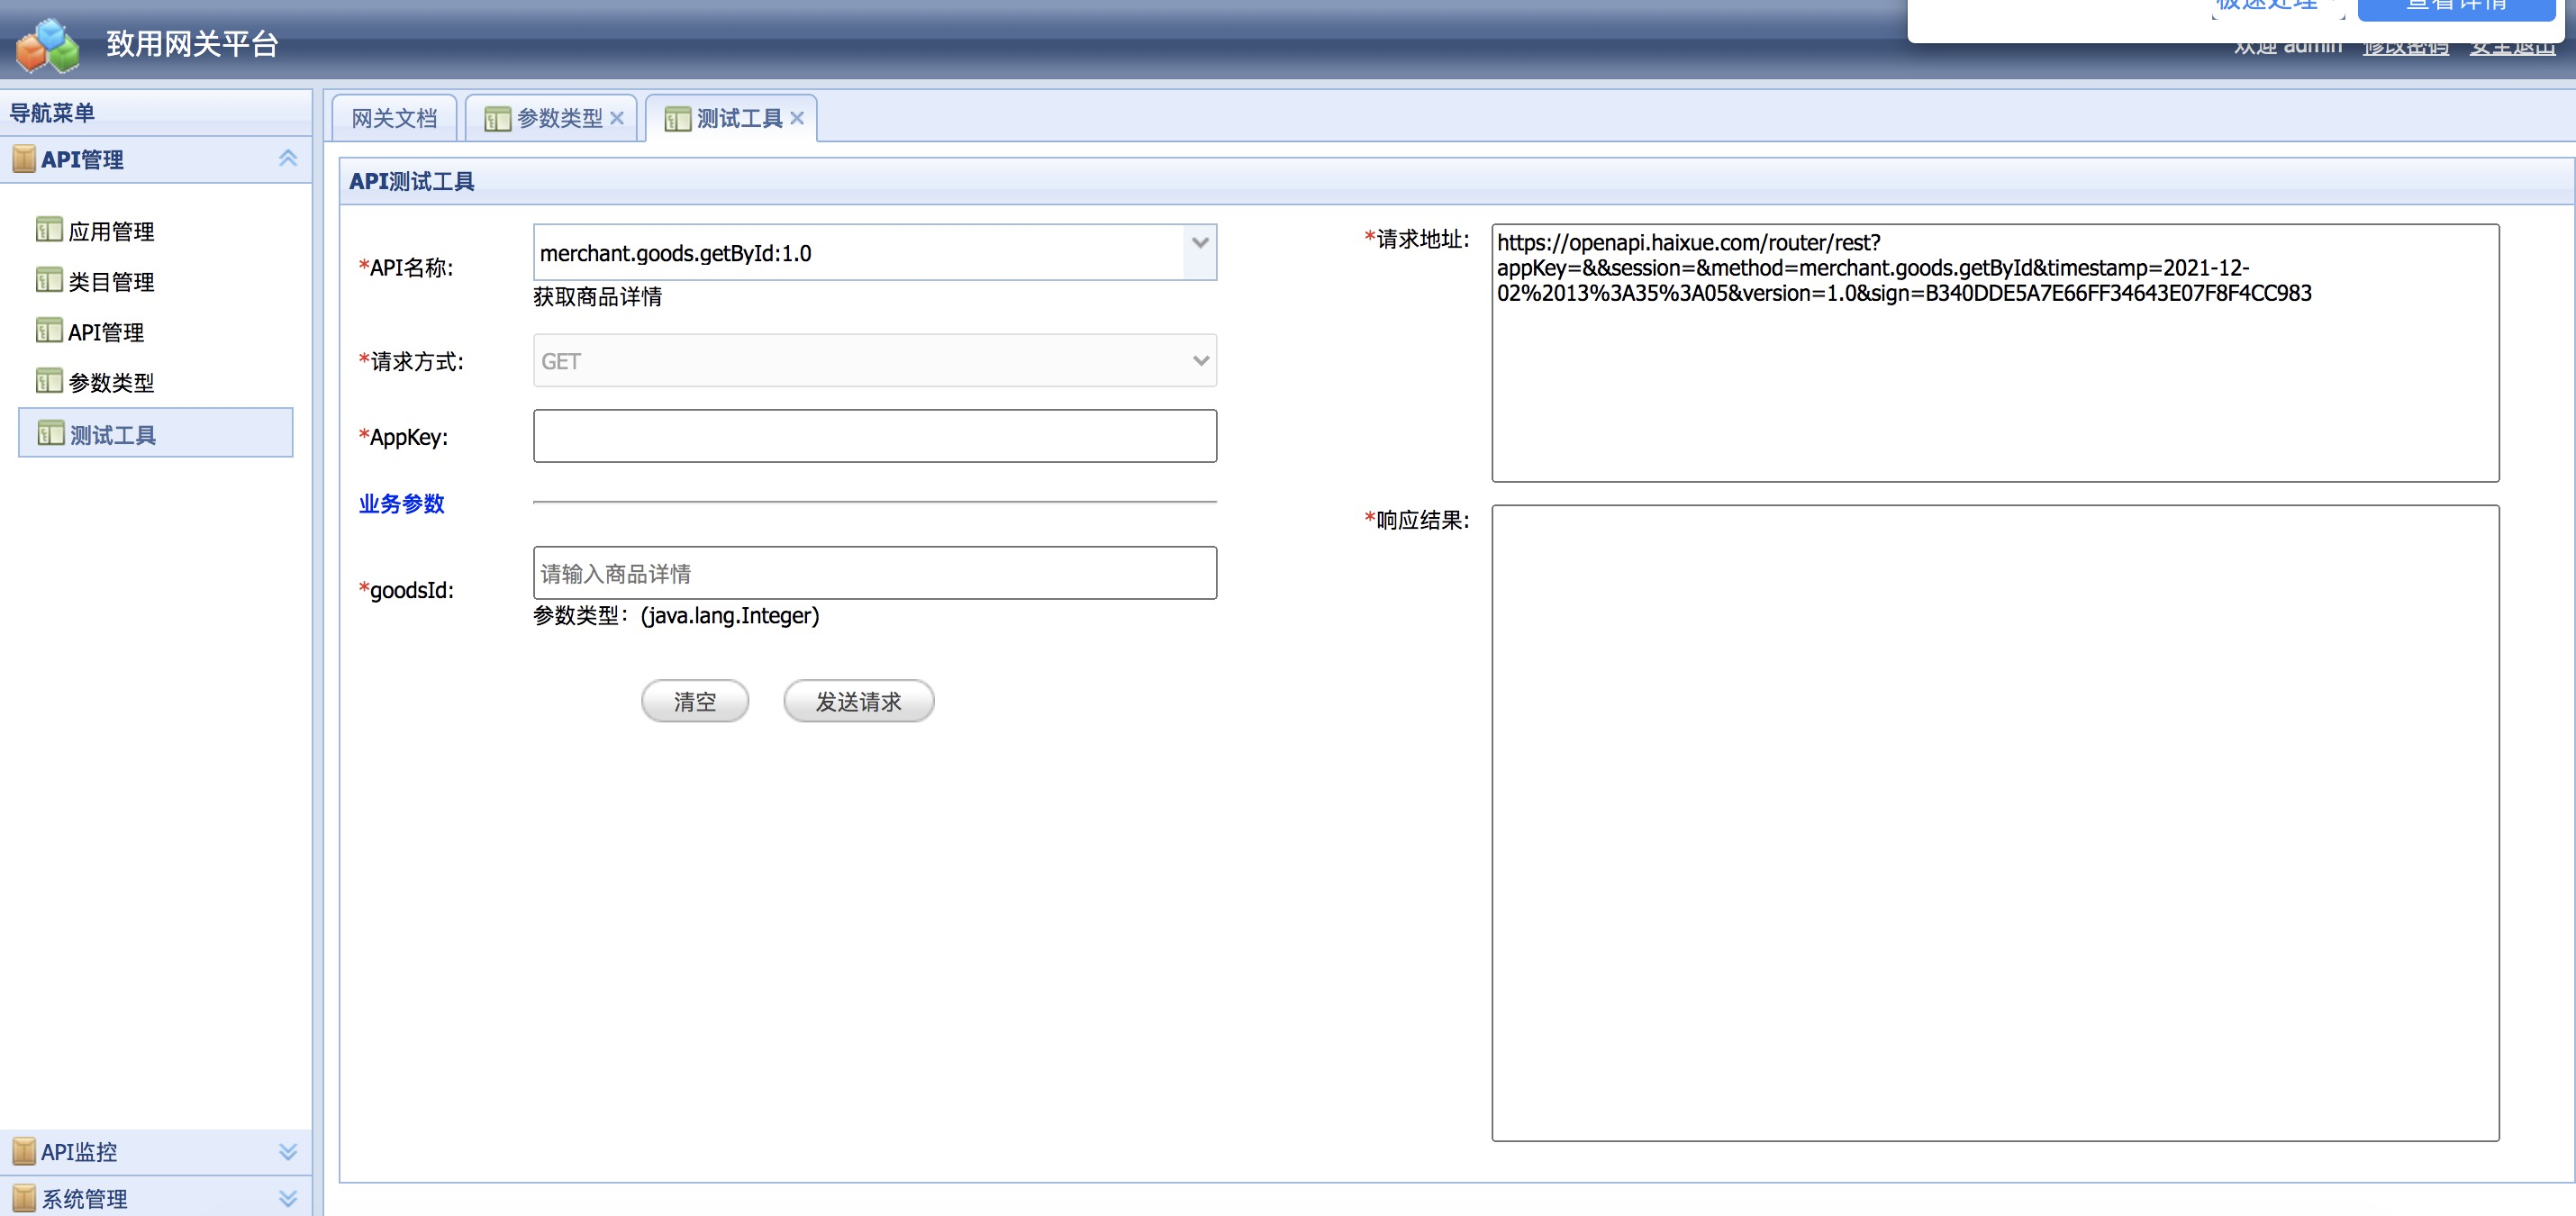 致用网关平台
极速处理
查看详情
欢迎 admin 修改密码 安全退出
导航菜单
API管理
应用管理
类目管理
API管理
参数类型
测试工具
API监控
系统管理
网关文档 参数类型 测试工具
API测试工具
*API名称: merchant.goods.getById:1.0
获取商品详情
*请求方式: GET
*AppKey:
业务参数
*goodsId: 请输入商品详情
参数类型：(java.lang.Integer)
清空 发送请求
*请求地址: https://openapi.haixue.com/router/rest?
appKey=&&session=&method=merchant.goods.getById&timestamp=2021-12-
02%2013%3A35%3A05&version=1.0&sign=B340DDE5A7E66FF34643E07F8F4CC983
*响应结果: